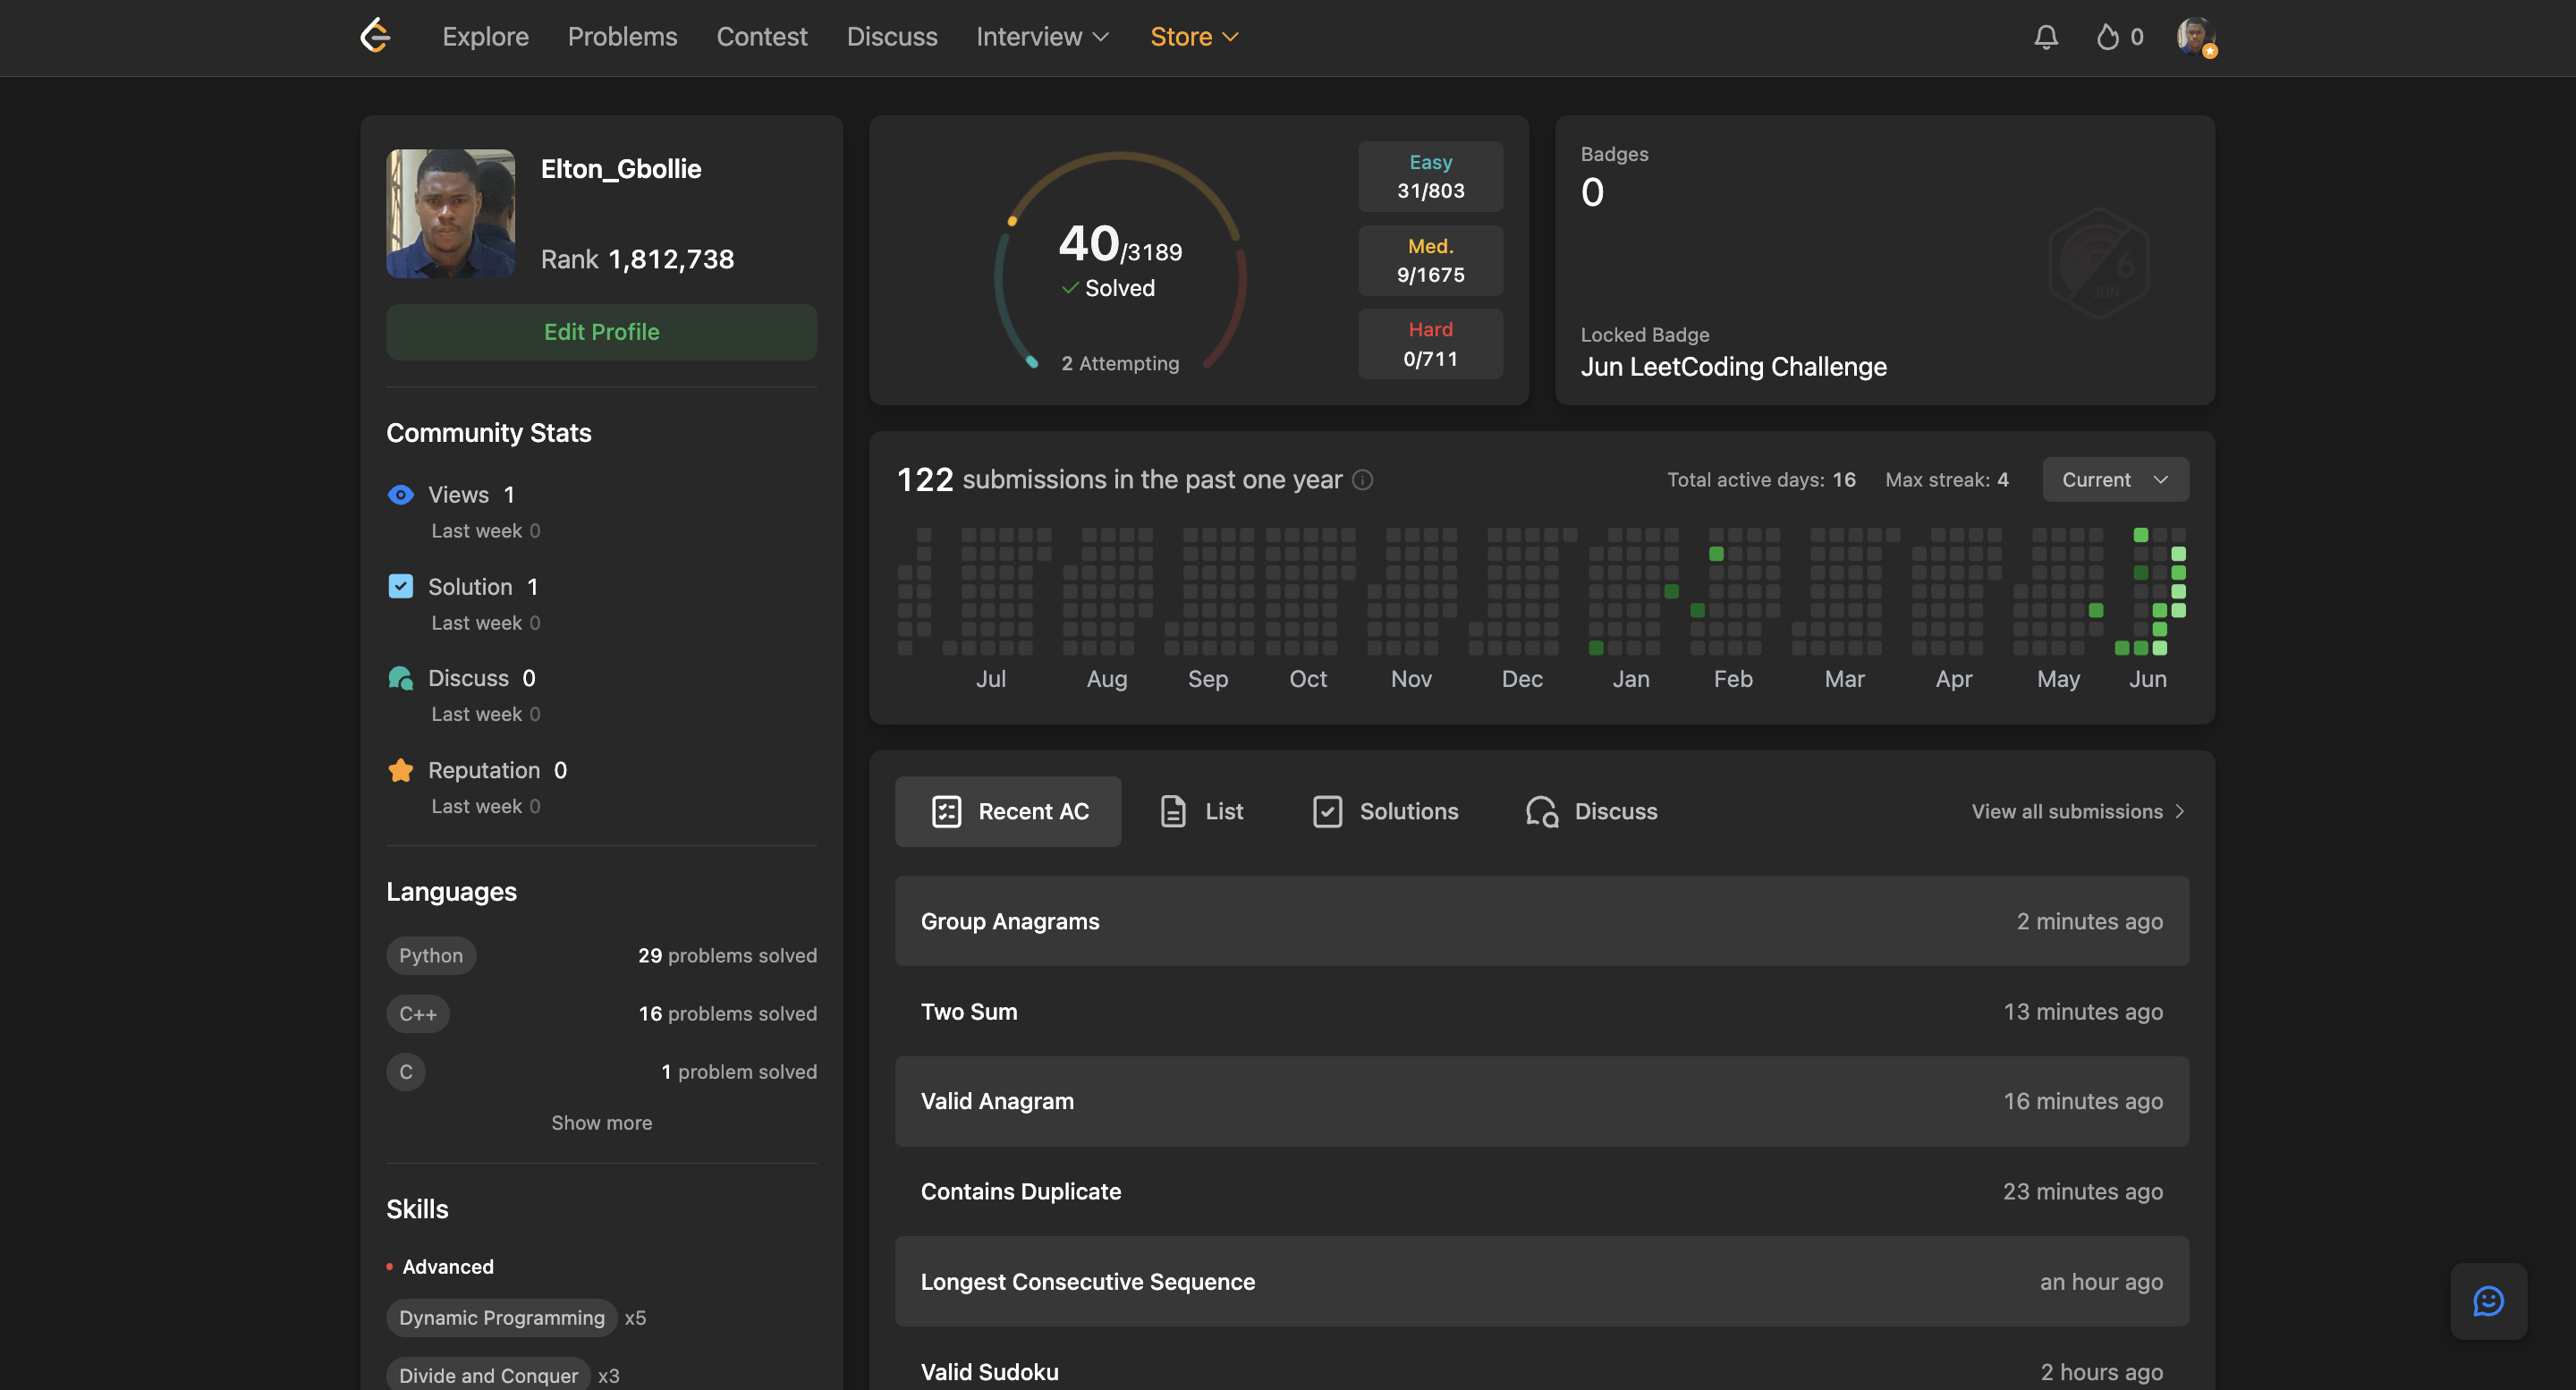 Explore Problems Contest Discuss Interview Store 0
Elton_Gbollie
Rank 1,812,738
Edit Profile
Community Stats
Views 1
Last week 0
Solution 1
Last week 0
Discuss 0
Last week 0
Reputation 0
Last week 0
Languages
Python 29 problems solved
C++ 16 problems solved
C 1 problem solved
Show more
Skills
Advanced
Dynamic Programming x5
Divide and Conquer x3
40/3189
Solved
2 Attempting
Easy
31/803
Med.
9/1675
Hard
0/711
Badges
0
6
JUN
Locked Badge
Jun LeetCoding Challenge
122 submissions in the past one year Total active days: 16 Max streak: 4 Current
Jul Aug Sep Oct Nov Dec Jan Feb Mar Apr May Jun
Recent AC List Solutions Discuss View all submissions
Group Anagrams 2 minutes ago
Two Sum 13 minutes ago
Valid Anagram 16 minutes ago
Contains Duplicate 23 minutes ago
Longest Consecutive Sequence an hour ago
Valid Sudoku 2 hours ago